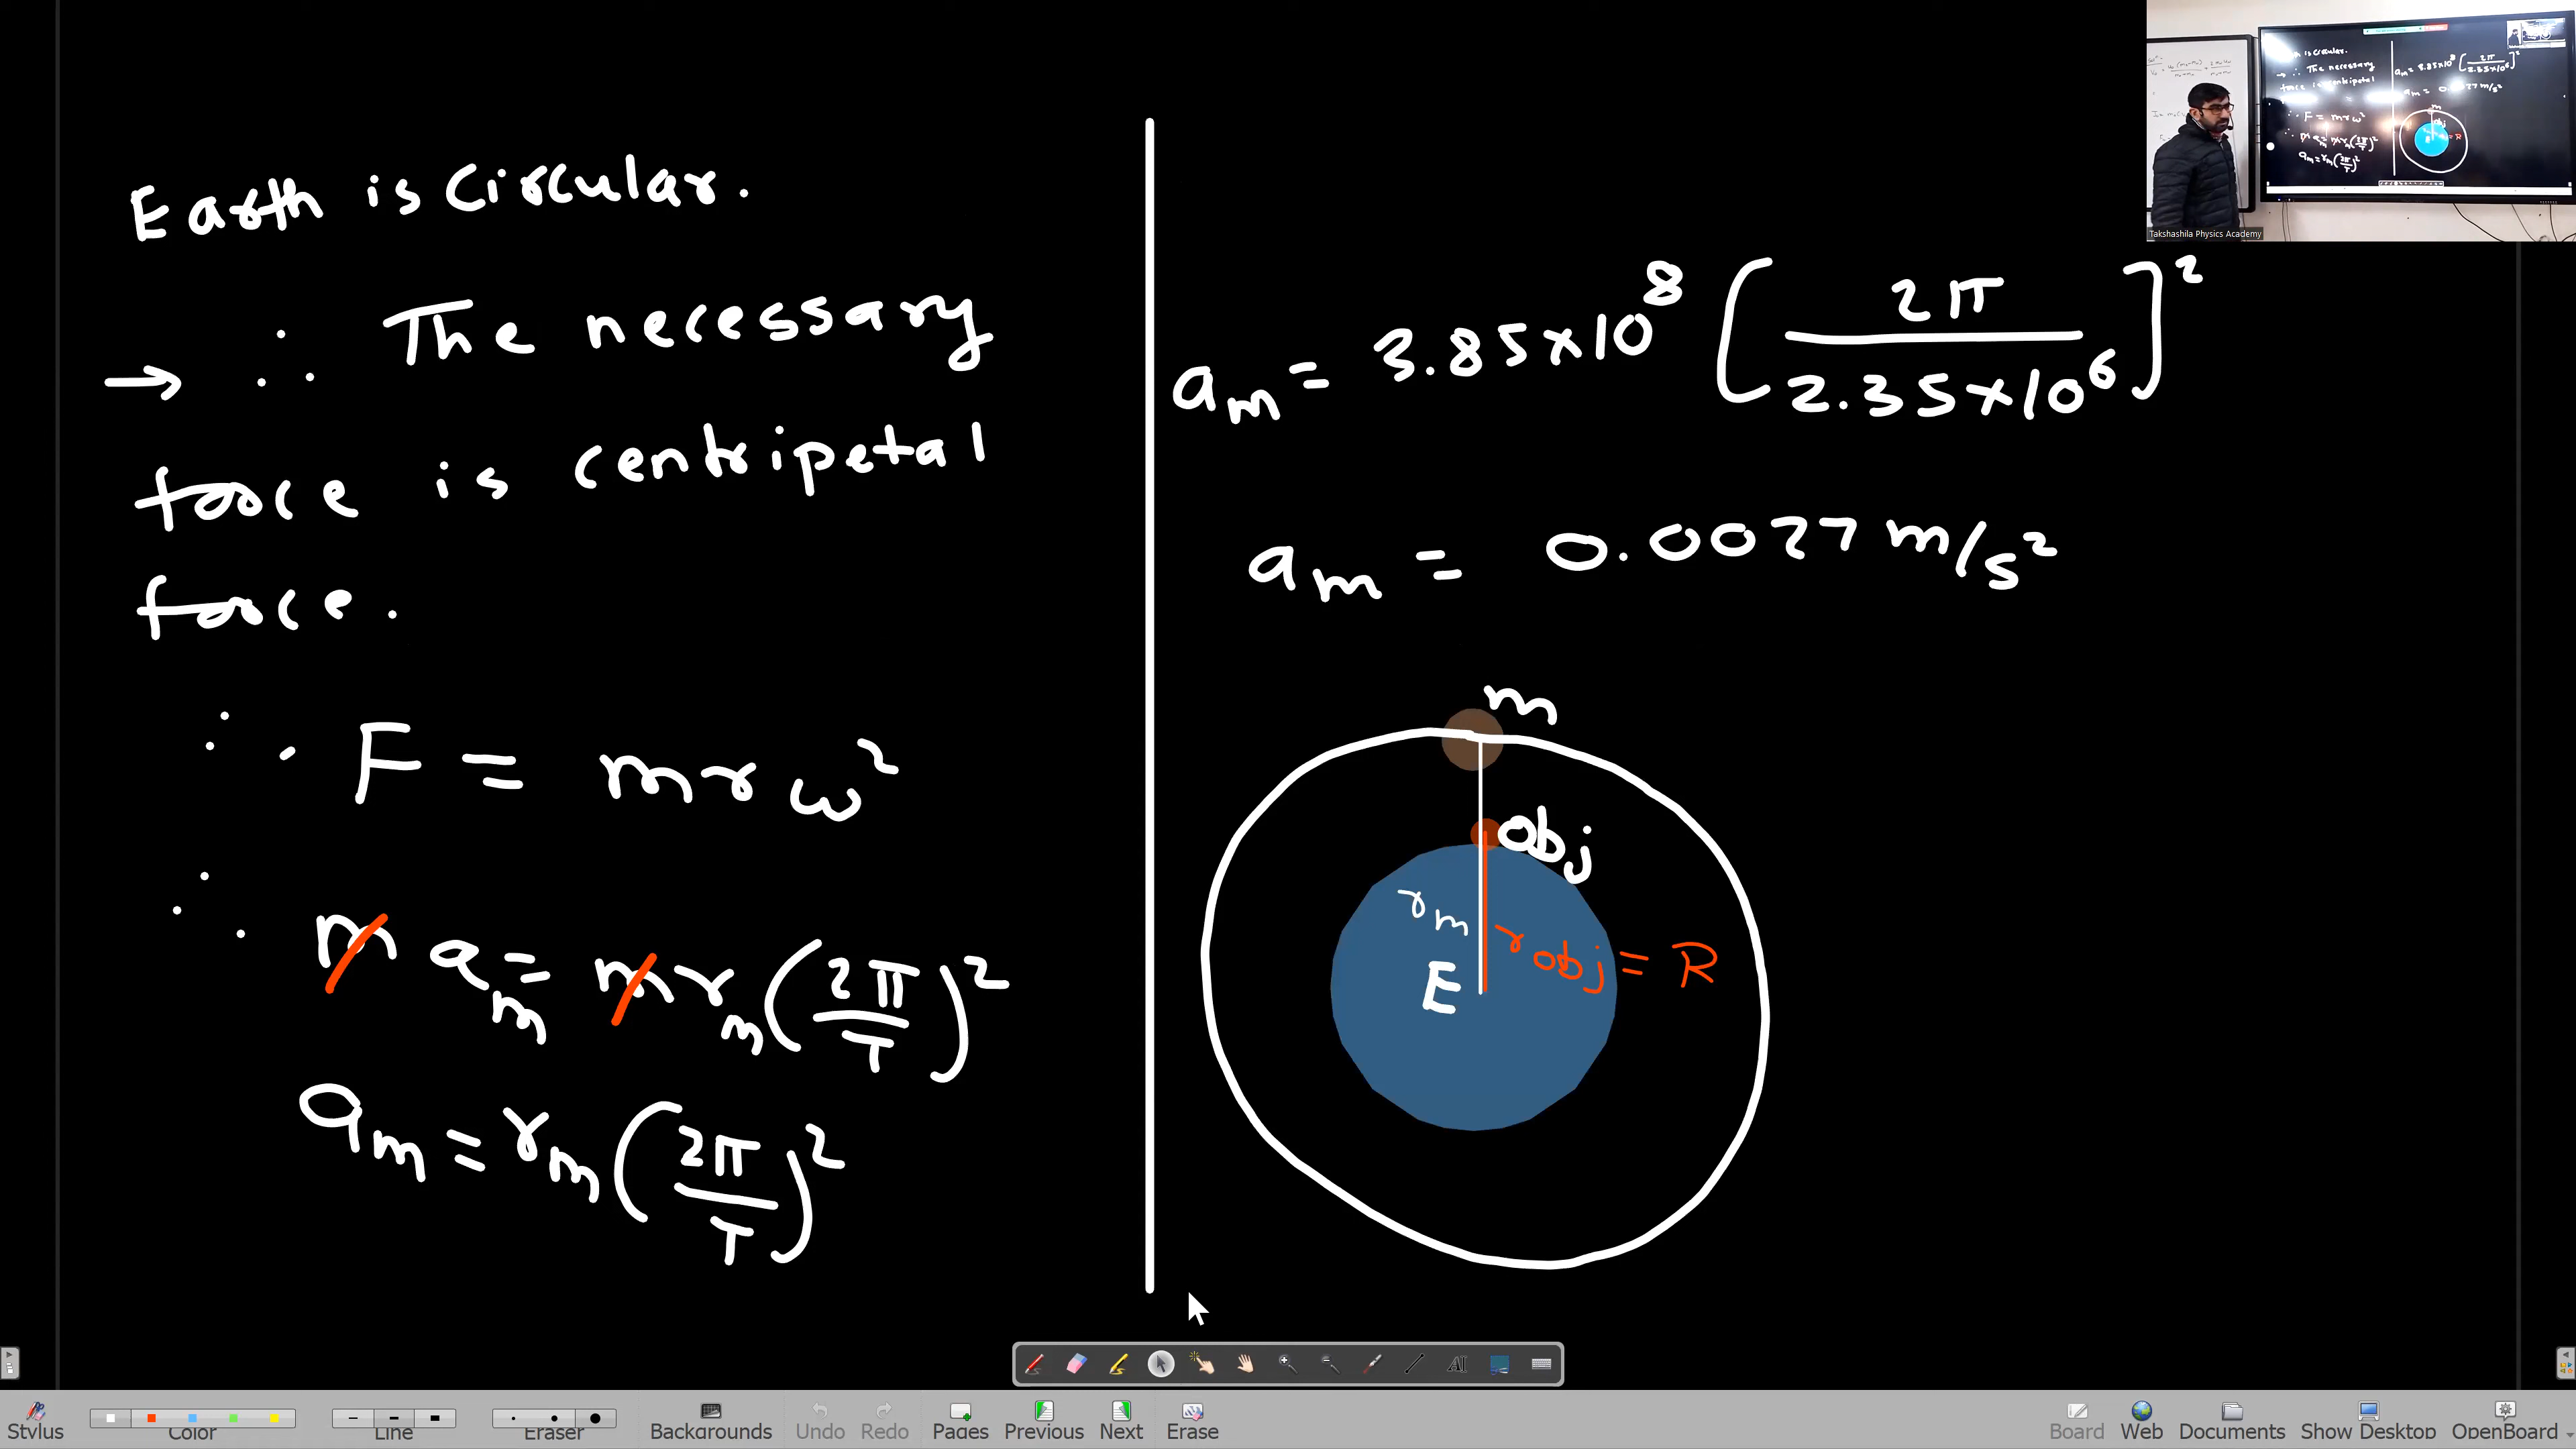 Earth is Circular.
→ ∴ The necessary
force is centripetal
force.
∴ F = mrω²
∴ m aₘ = m rₘ (2π/T)²
aₘ = rₘ (2π/T)²
aₘ = 3.85×10⁸ [2π/2.35×10⁶]²
aₘ = 0.0027 m/s²
m
obj
rₘ
r obj = R
E
Takshashila Physics Academy
Stylus
Color
Line
Eraser
Backgrounds
Undo
Redo
Pages
Previous
Next
Erase
Board
Web
Documents
Show Desktop
OpenBoard